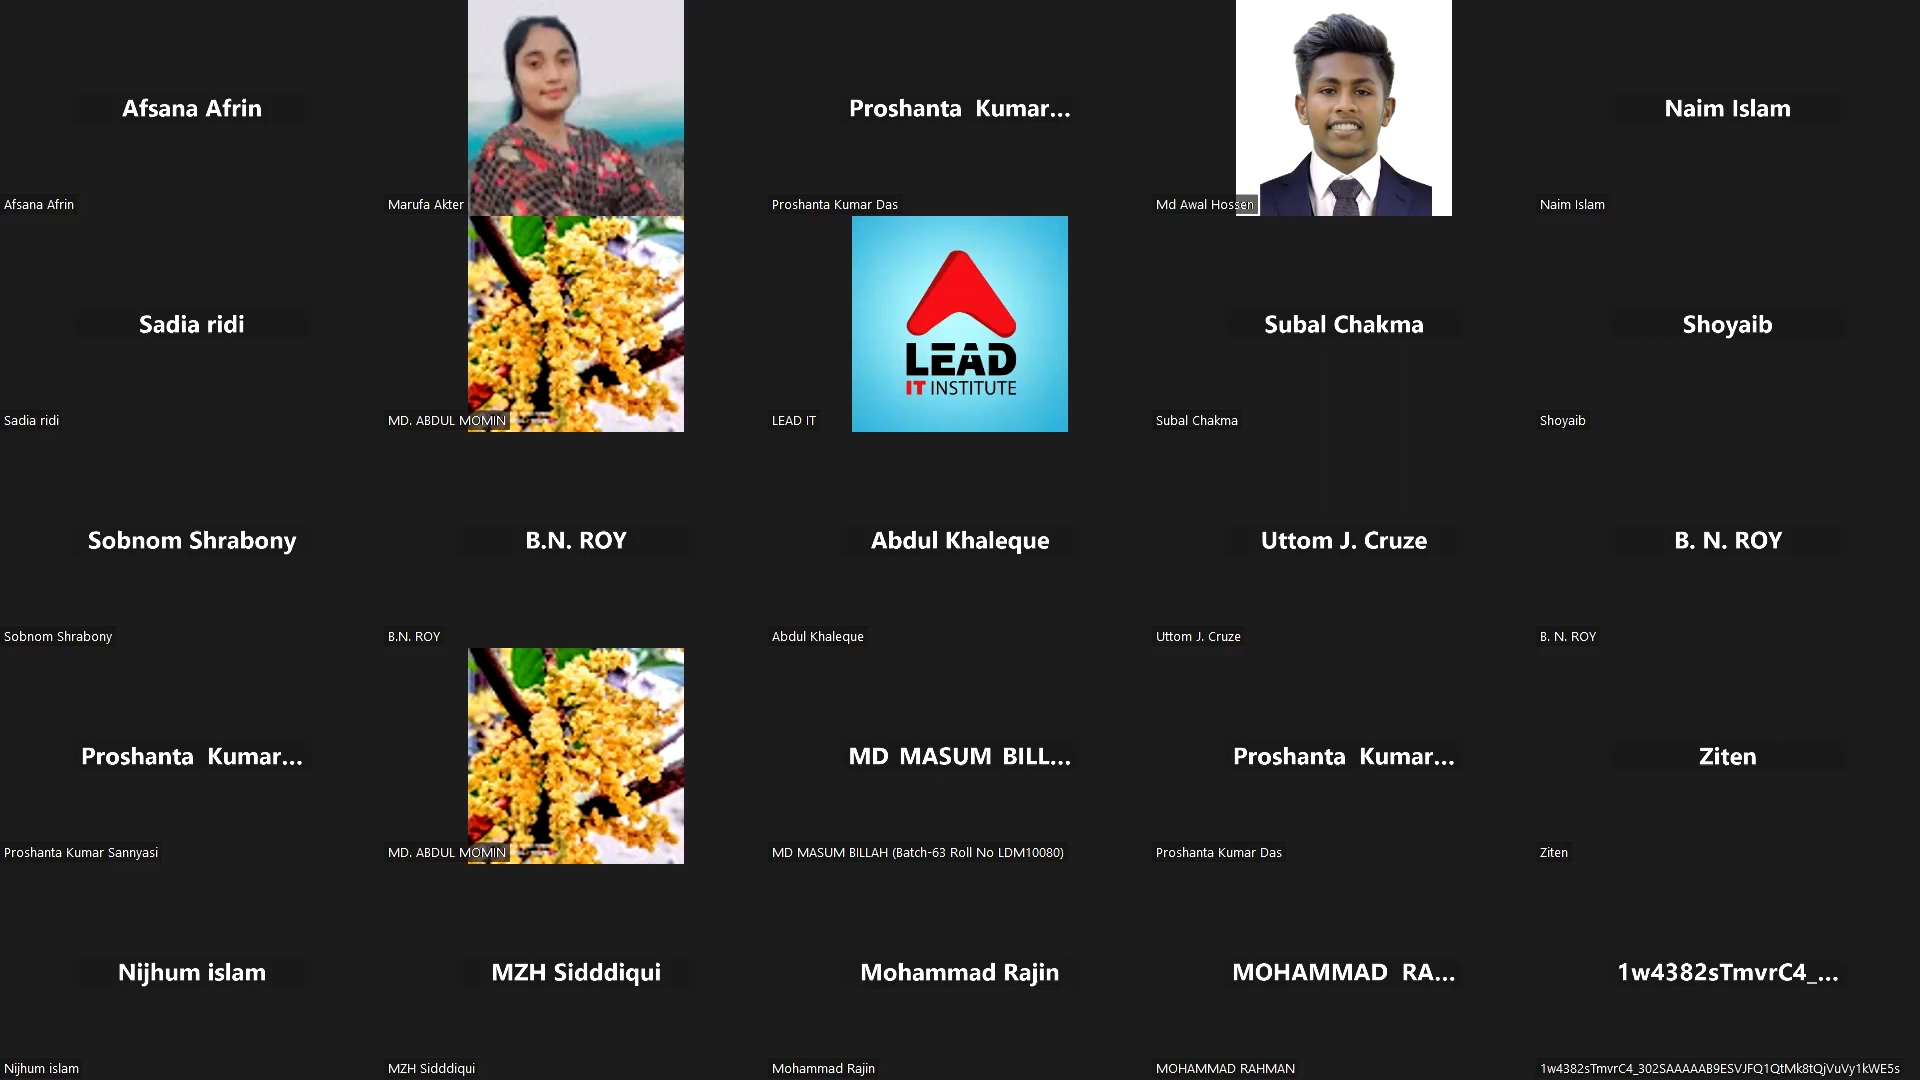 Afsana Afrin
Afsana Afrin
Marufa Akter
Proshanta Kumar...
Proshanta Kumar Das
Md Awal Hossen
Naim Islam
Naim Islam
Sadia ridi
Sadia ridi
MD. ABDUL MOMIN
LEAD
IT INSTITUTE
LEAD IT
Subal Chakma
Subal Chakma
Shoyaib
Shoyaib
Sobnom Shrabony
Sobnom Shrabony
B.N. ROY
B.N. ROY
Abdul Khaleque
Abdul Khaleque
Uttom J. Cruze
Uttom J. Cruze
B. N. ROY
B. N. ROY
Proshanta Kumar...
Proshanta Kumar Sannyasi
MD. ABDUL MOMIN
MD MASUM BILL...
MD MASUM BILLAH (Batch-63 Roll No LDM10080)
Proshanta Kumar...
Proshanta Kumar Das
Ziten
Ziten
Nijhum islam
Nijhum islam
MZH Sidddiqui
MZH Sidddiqui
Mohammad Rajin
Mohammad Rajin
MOHAMMAD RA...
MOHAMMAD RAHMAN
1w4382sTmvrC4_...
1w4382sTmvrC4_302SAAAAAB9ESVJFQ1QtMk8tQjVuVy1kWE5s